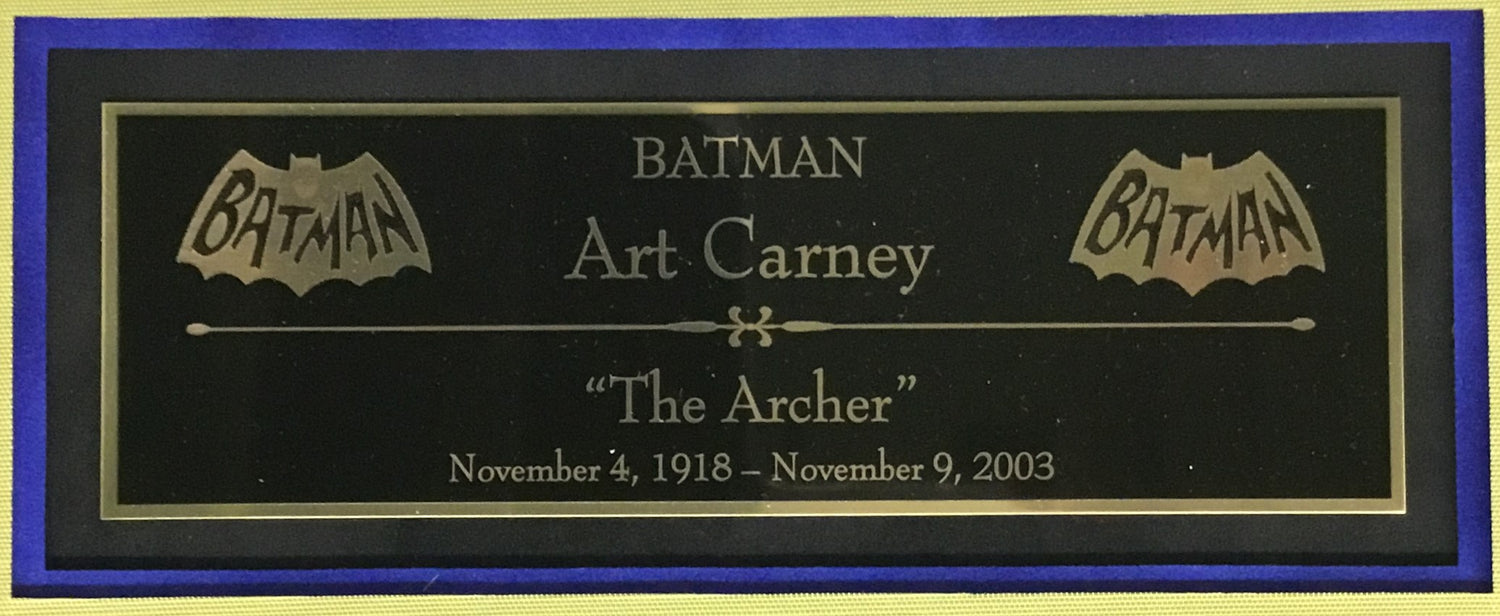 BATMAN
BATMAN
BATMAN
Art Carney
“The Archer”
November 4, 1918 – November 9, 2003